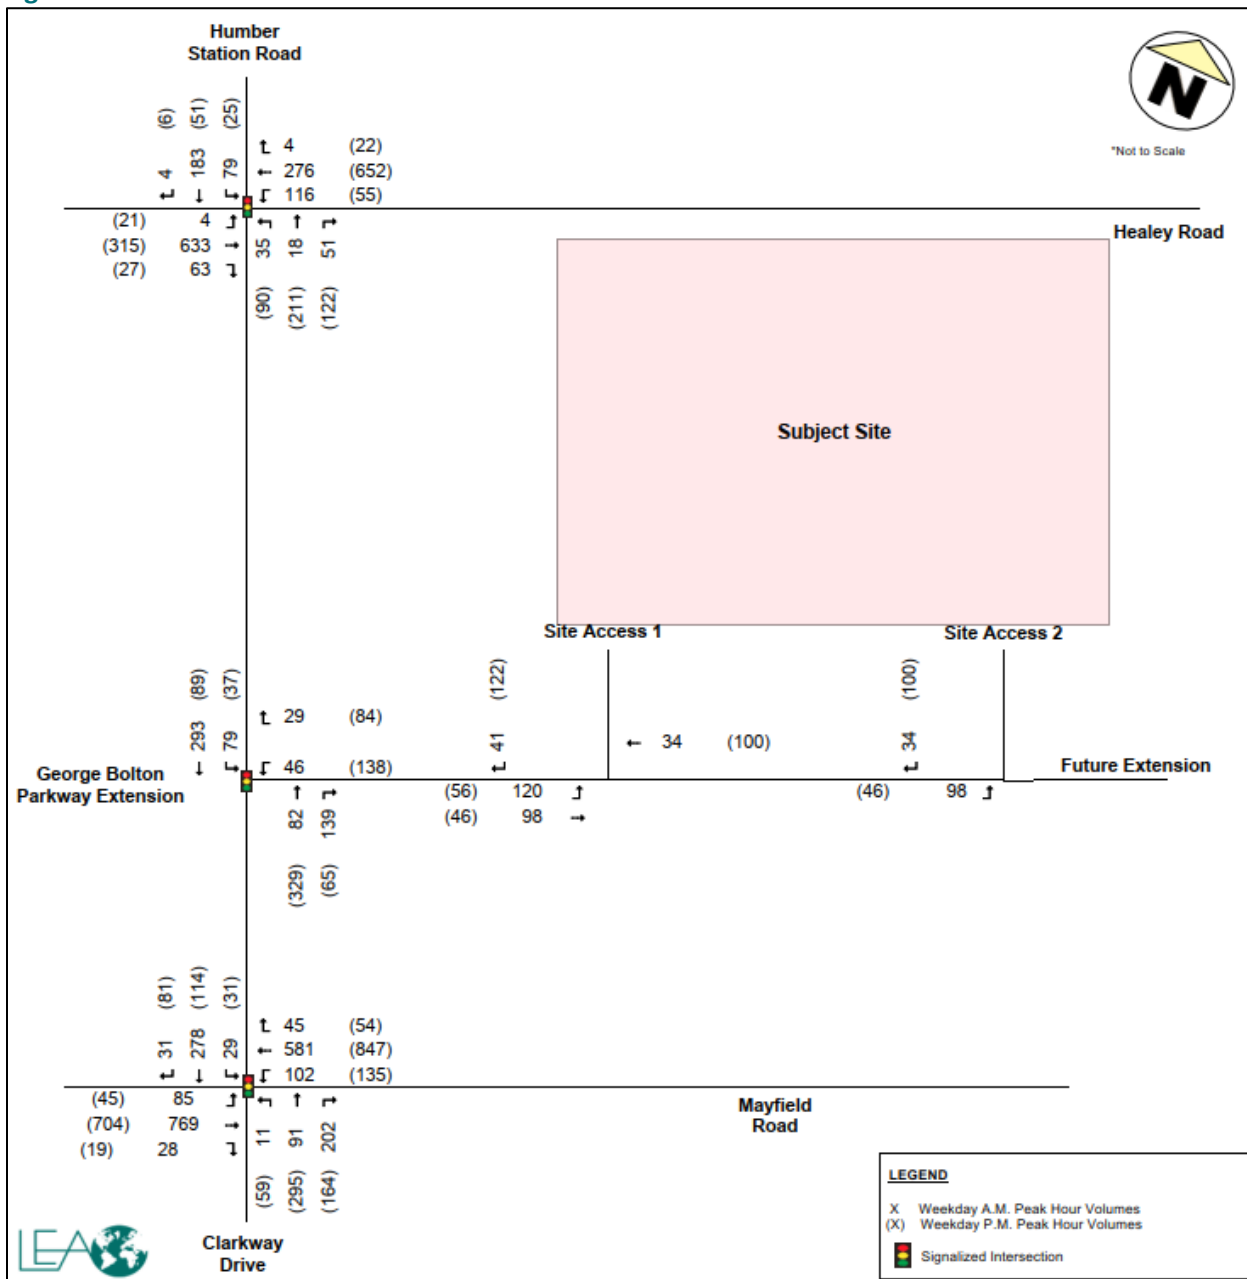 Humber
Station Road
(6) (51) (25)
4 183 79
4 (22)
276 (652)
116 (55)
N
*Not to Scale
(21) 4
(315) 633
(27) 63
35 18 51
(90) (211) (122)
Healey Road
Subject Site
Site Access 1
Site Access 2
(89) (37)
293 79
29 (84)
46 (138)
(122)
41
34 (100)
(100)
34
George Bolton
Parkway Extension
Future Extension
82 139
(329) (65)
(56) 120
(46) 98
(46) 98
(81) (114) (31)
31 278 29
45 (54)
581 (847)
102 (135)
(45) 85
(704) 769
(19) 28
11 91 202
(59) (295) (164)
Mayfield
Road
LEGEND
X Weekday A.M. Peak Hour Volumes
(X) Weekday P.M. Peak Hour Volumes
Signalized Intersection
LEA
Clarkway
Drive